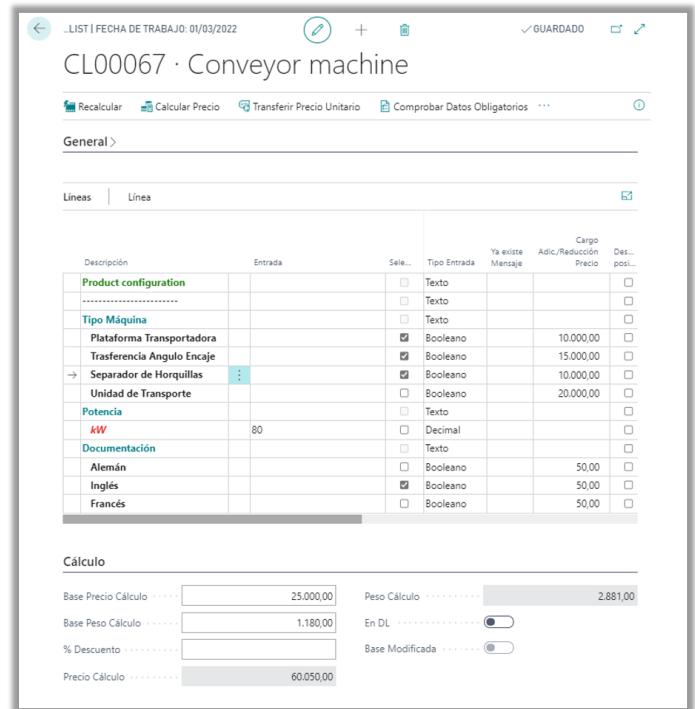 ...LIST | FECHA DE TRABAJO: 01/03/2022 GUARDADO
CL00067 · Conveyor machine
Recalcular Calcular Precio Transferir Precio Unitario Comprobar Datos Obligatorios ...
General >
Líneas Línea
Descripción Entrada Sele... Tipo Entrada Ya existe Mensaje Cargo Adic./Reducción Precio Des... posi...
Product configuration Texto
------------------------ Texto
Tipo Máquina Texto
Plataforma Transportadora Booleano 10.000,00
Trasferencia Angulo Encaje Booleano 15.000,00
Separador de Horquillas Booleano 10.000,00
Unidad de Transporte Booleano 20.000,00
Potencia Texto
kW 80 Decimal
Documentación Texto
Alemán Booleano 50,00
Inglés Booleano 50,00
Francés Booleano 50,00
Cálculo
Base Precio Cálculo 25.000,00 Peso Cálculo 2.881,00
Base Peso Cálculo 1.180,00 En DL
% Descuento Base Modificada
Precio Cálculo 60.050,00